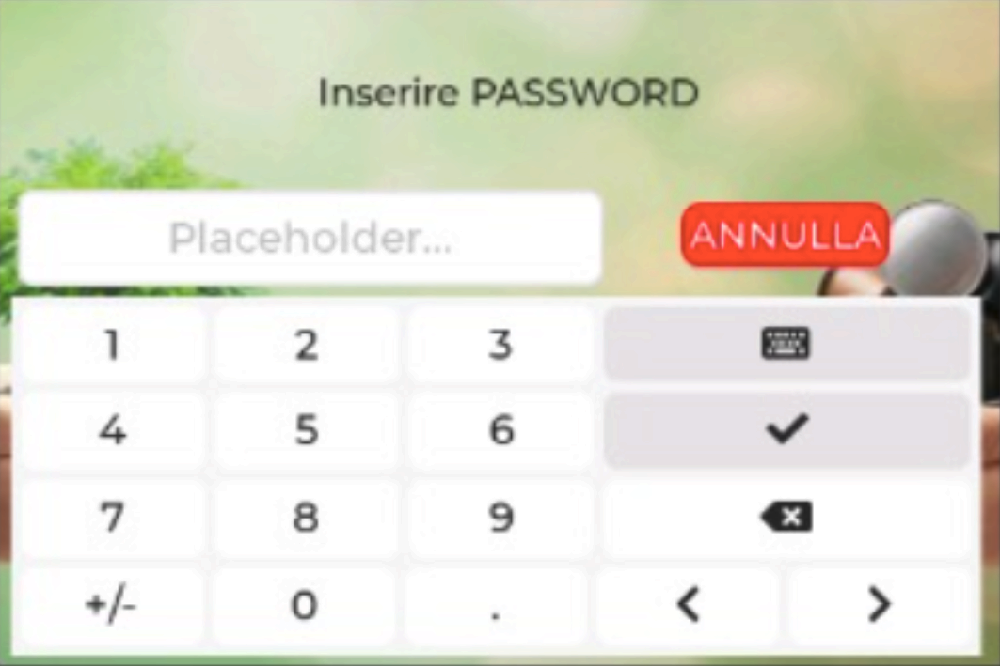 Inserire PASSWORD
Placeholder...
ANNULLA
1 2 3
4 5 6
7 8 9
+/- 0 .